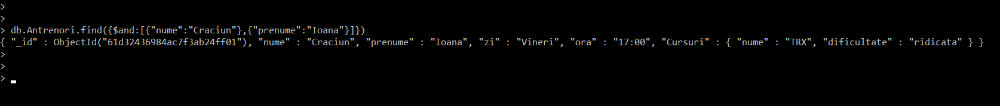 >
>
> db.Antrenori.find({$and:[{"nume":"Craciun"},{"prenume":"Ioana"}]})
{ "_id" : ObjectId("61d32436984ac7f3ab24ff01"), "nume" : "Craciun", "prenume" : "Ioana", "zi" : "Vineri", "ora" : "17:00", "Cursuri" : { "nume" : "TRX", "dificultate" : "ridicata" } }
>
>
>